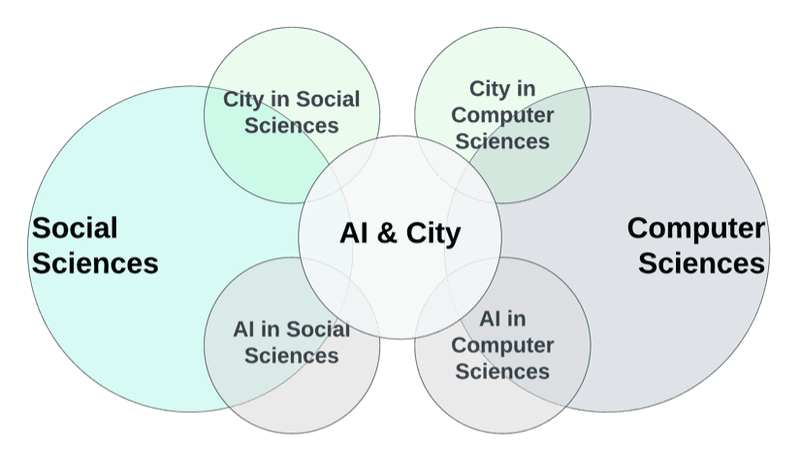 City in Social
Sciences
City in
Computer
Sciences
Social
Sciences
AI & City
Computer
Sciences
AI in Social
Sciences
AI in
Computer
Sciences